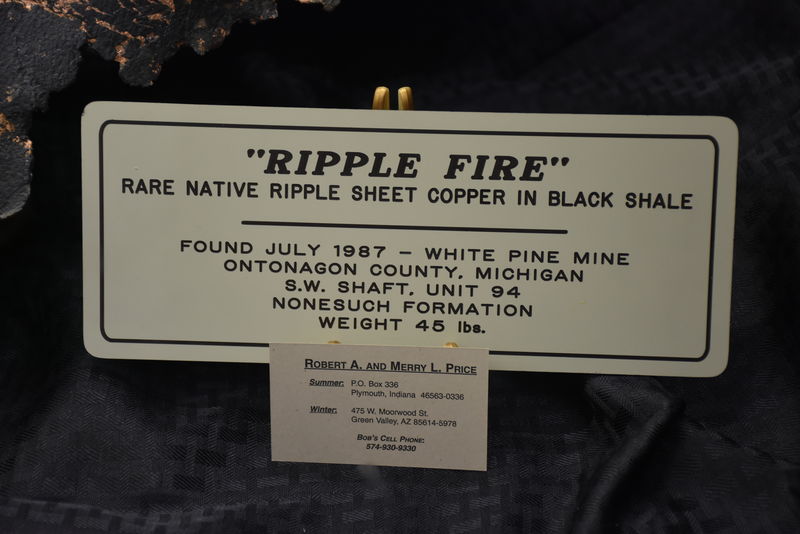 "RIPPLE FIRE"
RARE NATIVE RIPPLE SHEET COPPER IN BLACK SHALE
FOUND JULY 1987 – WHITE PINE MINE
ONTONAGON COUNTY, MICHIGAN
S.W. SHAFT, UNIT 94
NONESUCH FORMATION
WEIGHT 45 lbs.
ROBERT A. AND MERRY L. PRICE
Summer: P.O. Box 336
Plymouth, Indiana 46563-0336
Winter: 475 W. Moorwood St.
Green Valley, AZ 85614-5978
BOB'S CELL PHONE:
574-930-9330